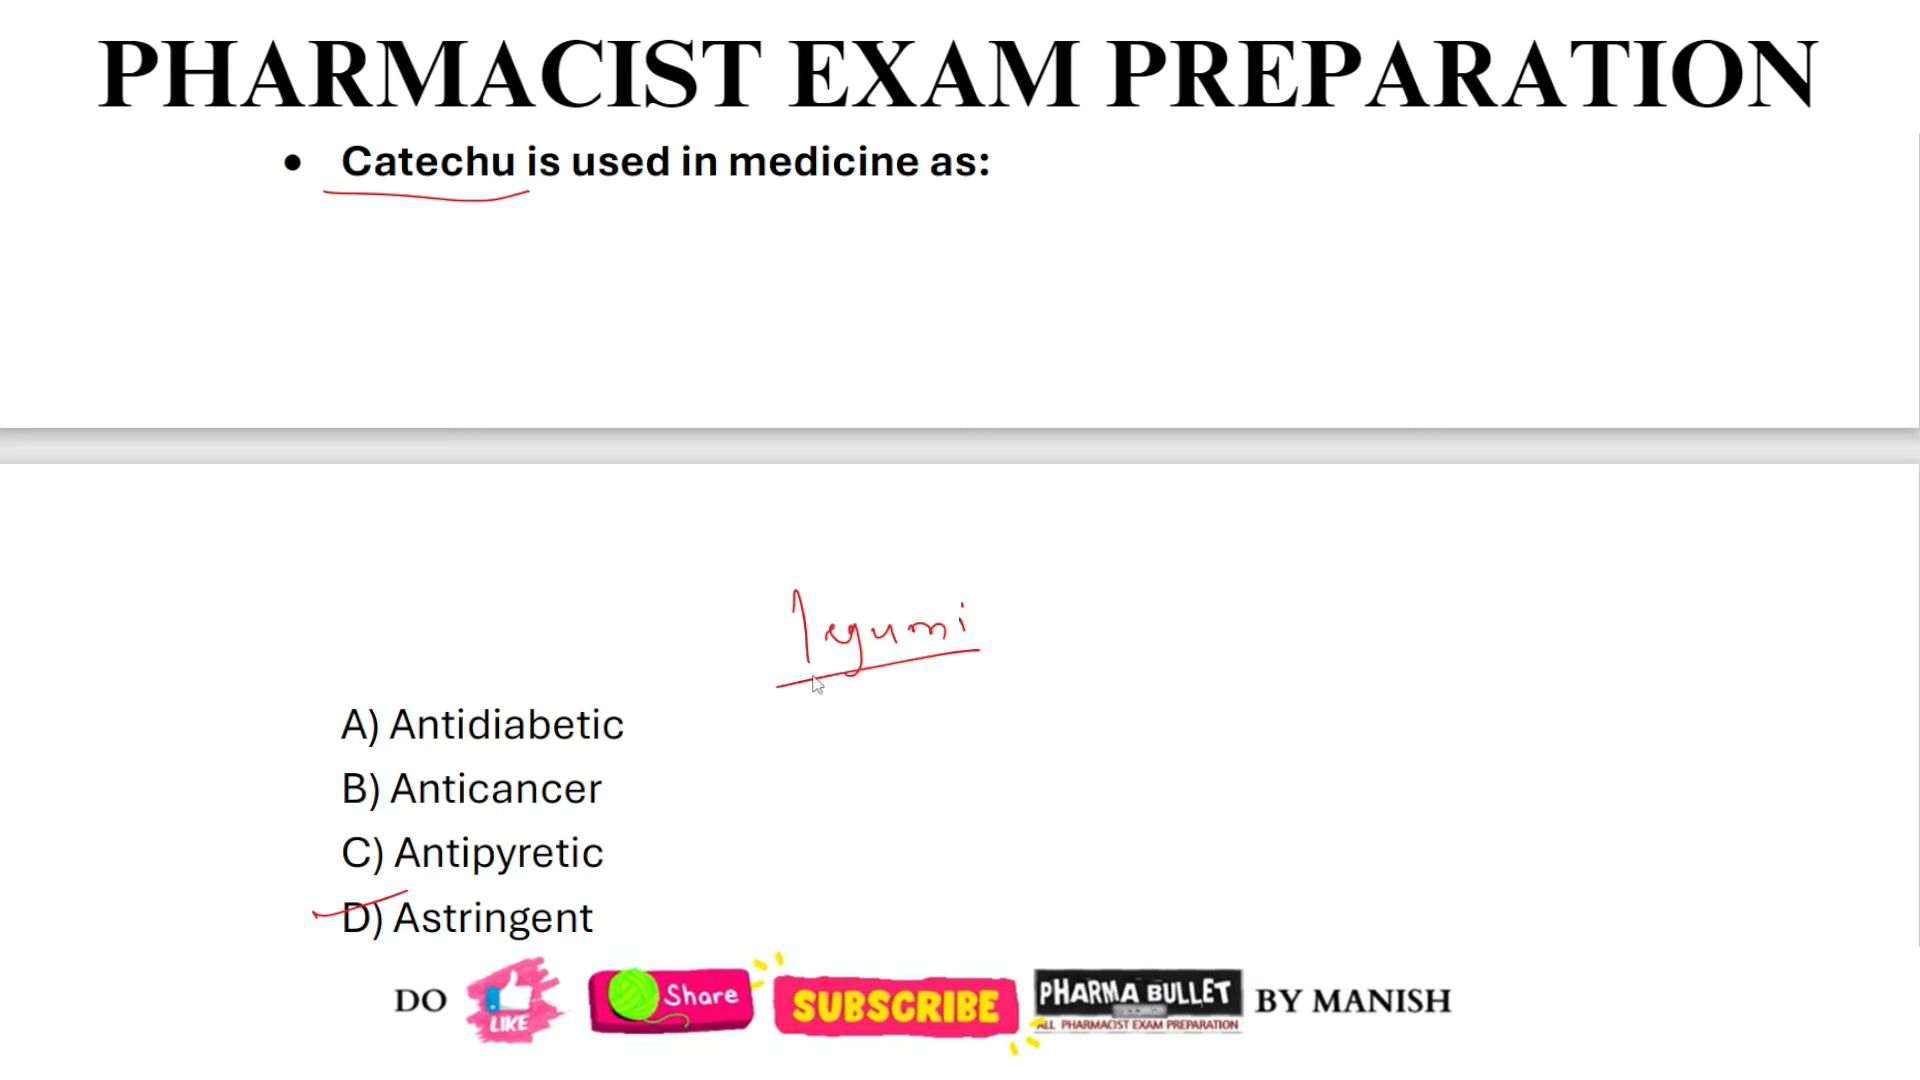 PHARMACIST EXAM PREPARATION
• Catechu is used in medicine as:
legumi
A) Antidiabetic
B) Anticancer
C) Antipyretic
D) Astringent
DO LIKE Share SUBSCRIBE PHARMA BULLET BY MANISH
ALL PHARMACIST EXAM PREPARATION